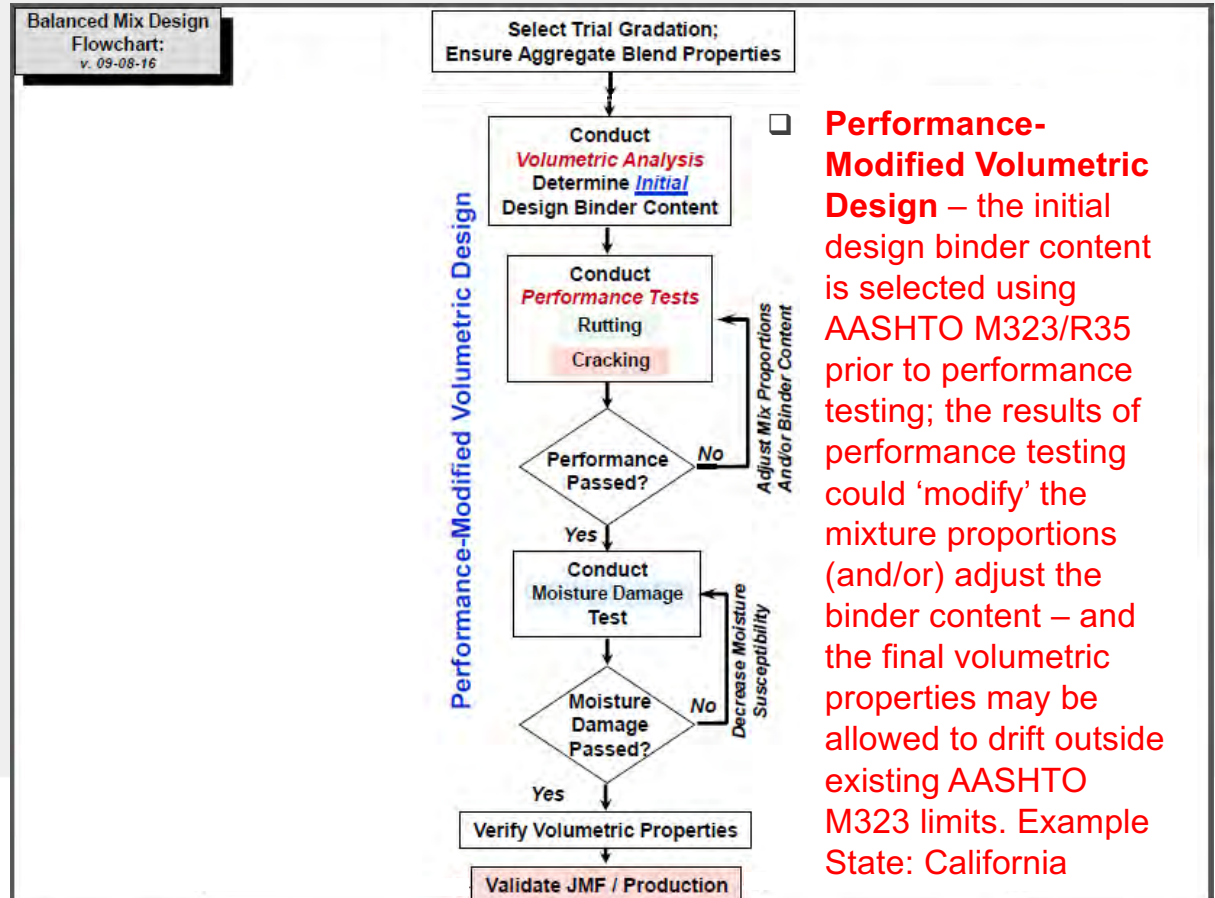 Balanced Mix Design
Flowchart:
v. 09-08-16
Select Trial Gradation;
Ensure Aggregate Blend Properties
Conduct
Volumetric Analysis
Determine Initial
Design Binder Content
Conduct
Performance Tests
Rutting
Cracking
Performance
Passed?
No
Adjust Mix Proportions
And/or Binder Content
Yes
Conduct
Moisture Damage
Test
Moisture
Damage
Passed?
No
Decrease Moisture
Susceptibility
Yes
Verify Volumetric Properties
Validate JMF / Production
Performance-Modified Volumetric Design
❑ Performance-
Modified Volumetric
Design – the initial
design binder content
is selected using
AASHTO M323/R35
prior to performance
testing; the results of
performance testing
could ‘modify’ the
mixture proportions
(and/or) adjust the
binder content – and
the final volumetric
properties may be
allowed to drift outside
existing AASHTO
M323 limits. Example
State: California